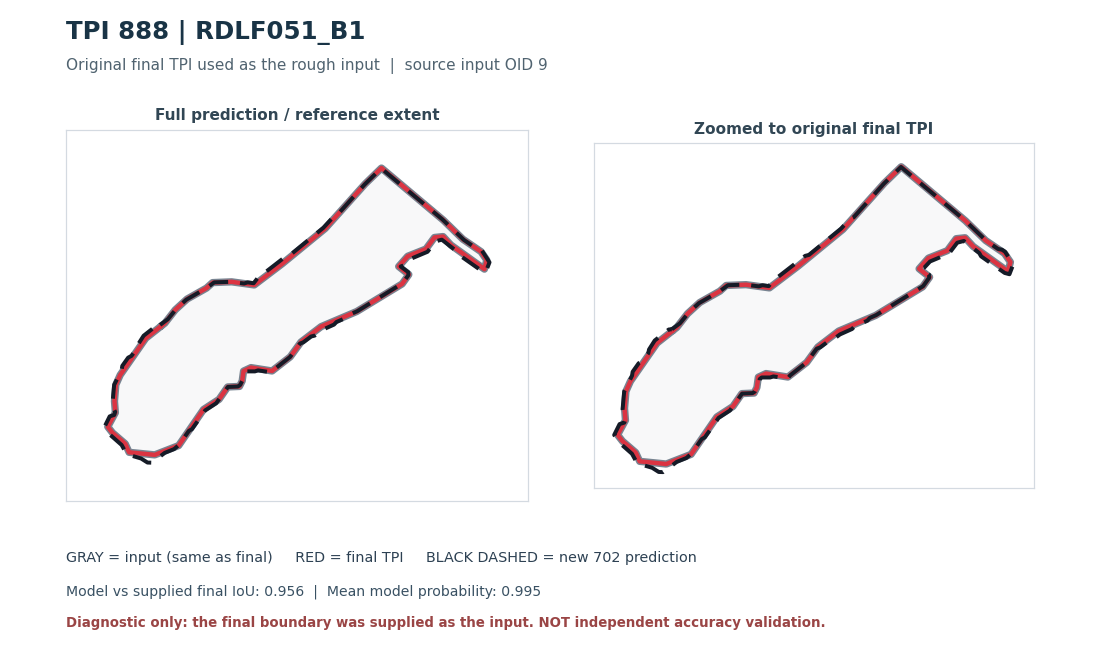 TPI 888 | RDLF051_B1
Original final TPI used as the rough input | source input OID 9
Full prediction / reference extent
Zoomed to original final TPI
GRAY = input (same as final) RED = final TPI BLACK DASHED = new 702 prediction
Model vs supplied final IoU: 0.956 | Mean model probability: 0.995
Diagnostic only: the final boundary was supplied as the input. NOT independent accuracy validation.